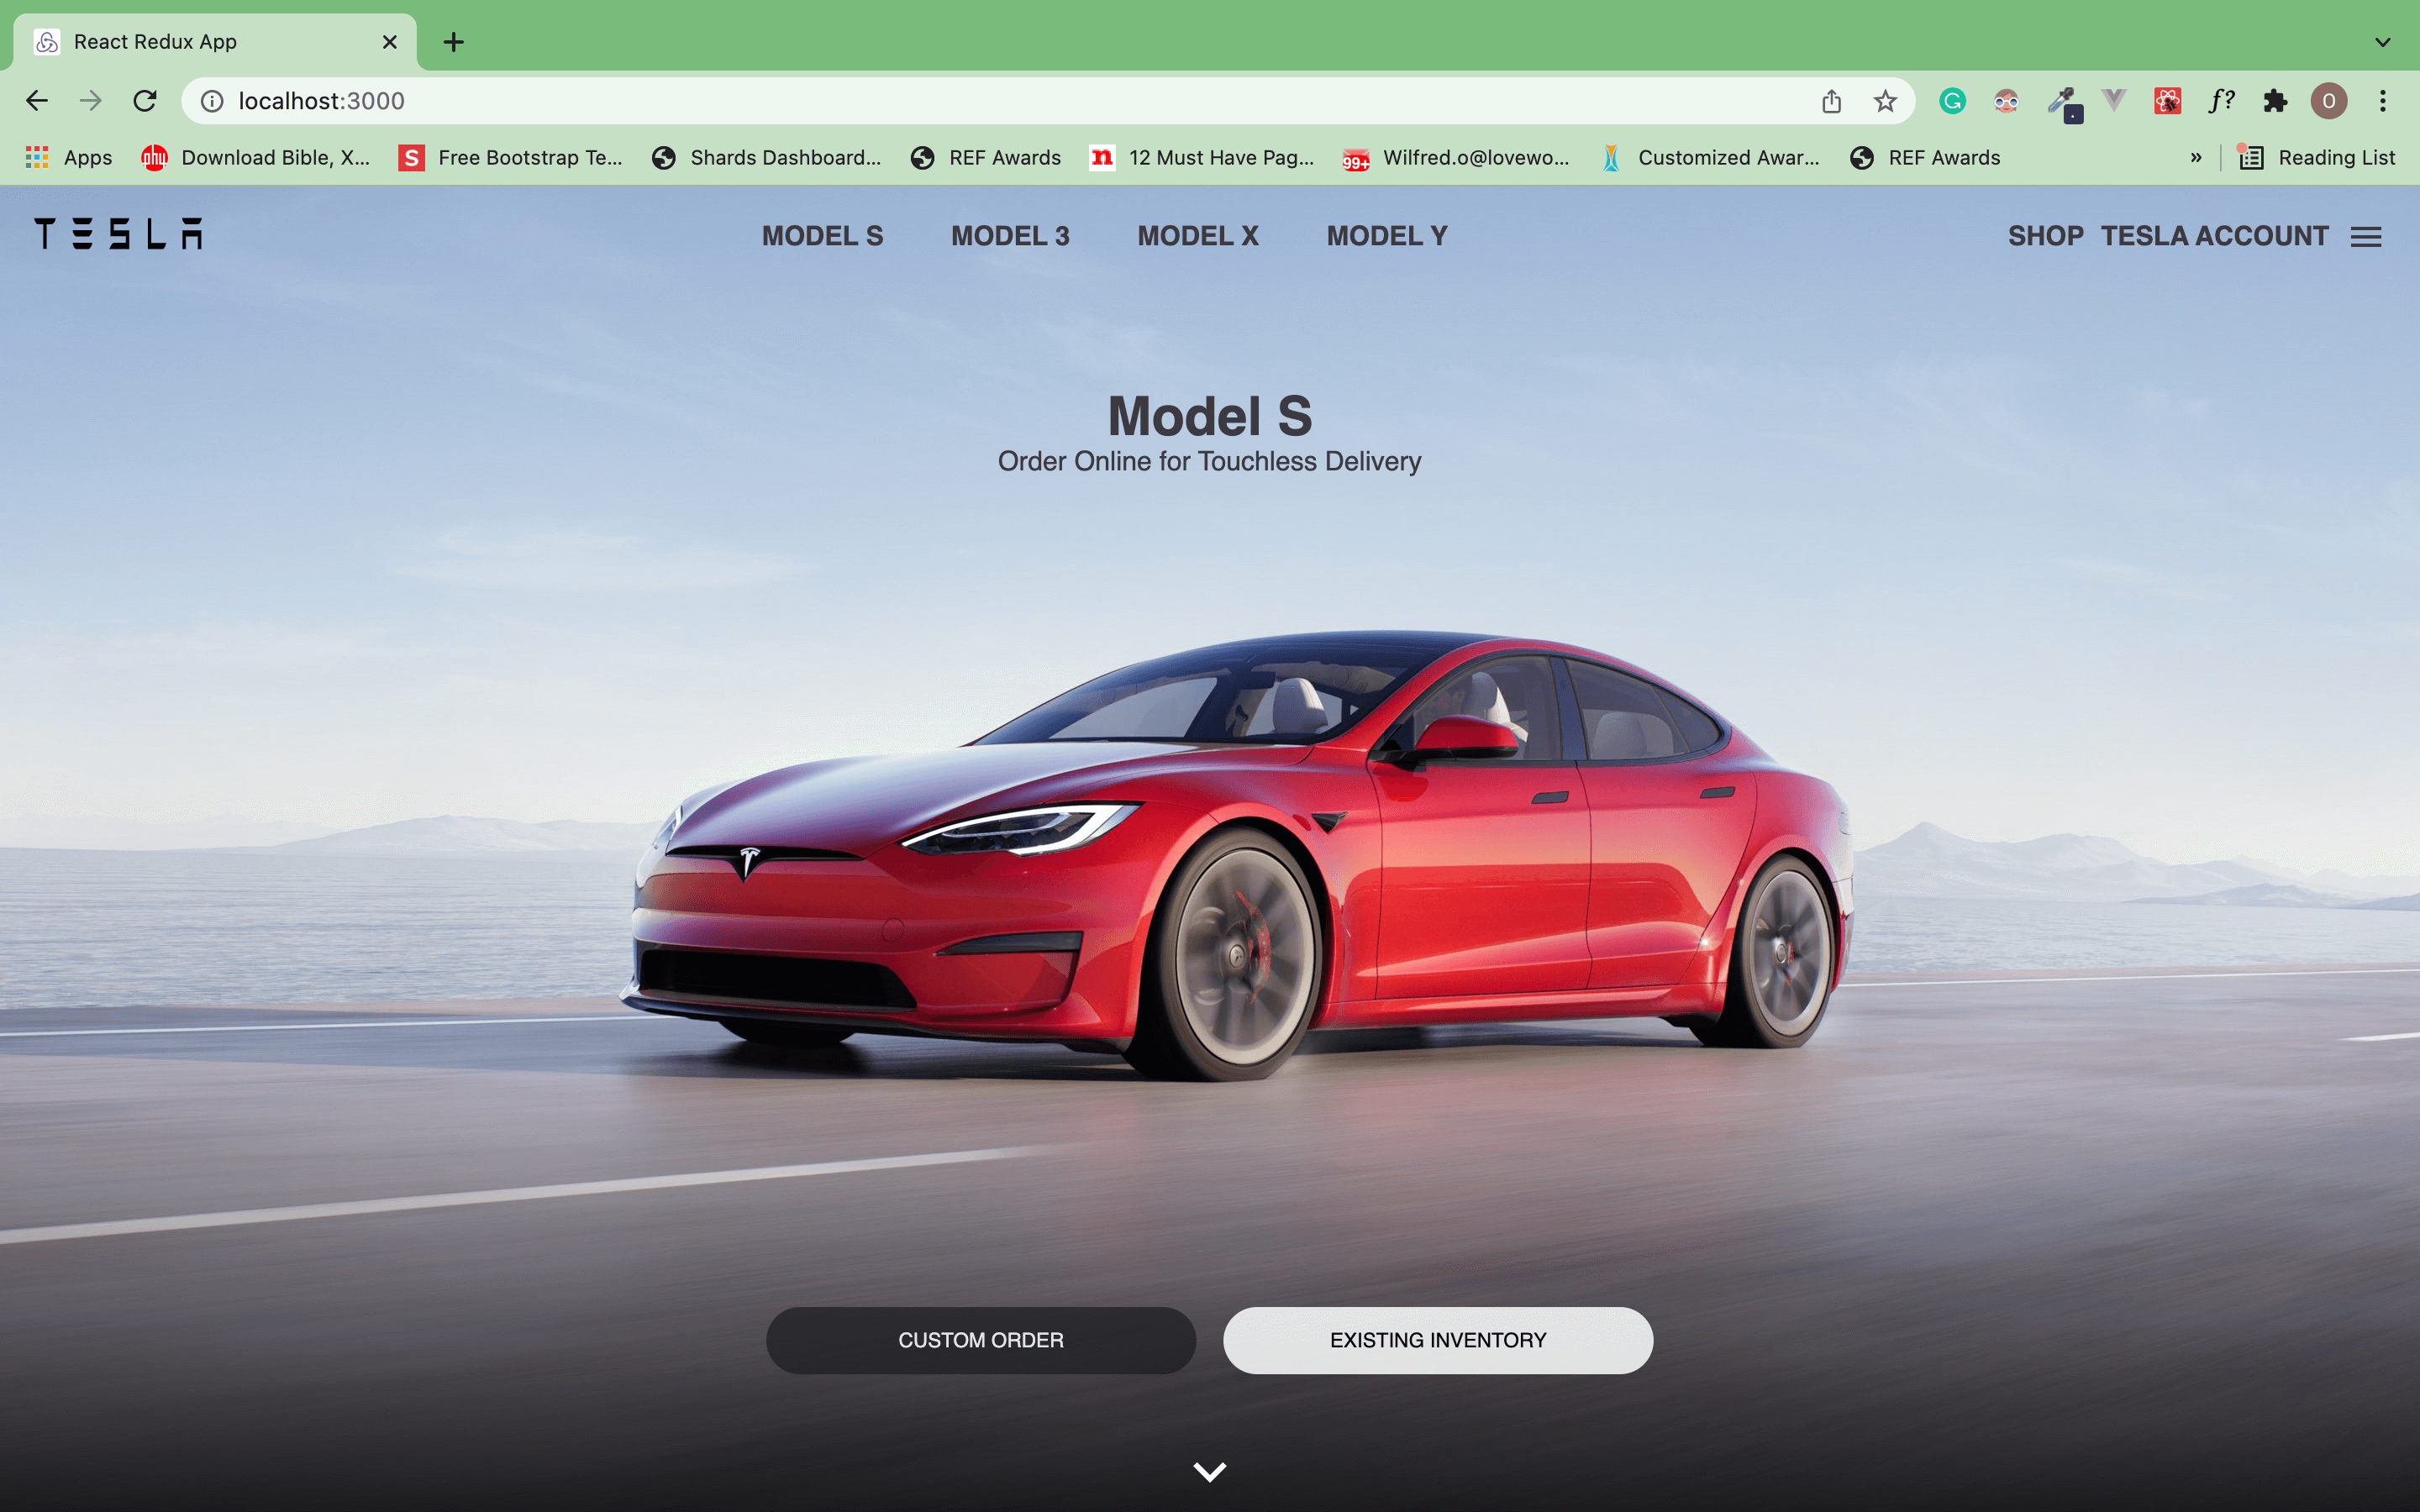 React Redux App
localhost:3000
Apps Download Bible, X... Free Bootstrap Te... Shards Dashboard... REF Awards 12 Must Have Pag... 99+ Wilfred.o@lovewo... Customized Awar... REF Awards » Reading List
TESLA MODEL S MODEL 3 MODEL X MODEL Y SHOP TESLA ACCOUNT
Model S
Order Online for Touchless Delivery
CUSTOM ORDER EXISTING INVENTORY